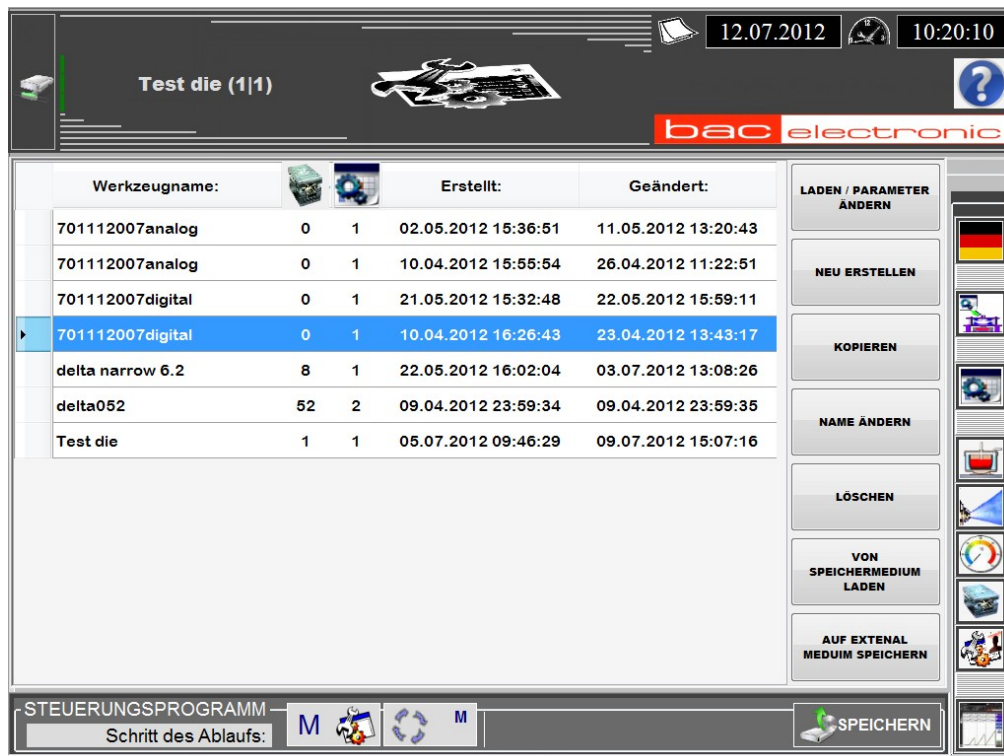 12.07.2012 10:20:10
Test die (1|1)
bac electronic
Werkzeugname: Erstellt: Geändert:
701112007analog 0 1 02.05.2012 15:36:51 11.05.2012 13:20:43
701112007analog 0 1 10.04.2012 15:55:54 26.04.2012 11:22:51
701112007digital 0 1 21.05.2012 15:32:48 22.05.2012 15:59:11
701112007digital 0 1 10.04.2012 16:26:43 23.04.2012 13:43:17
delta narrow 6.2 8 1 22.05.2012 16:02:04 03.07.2012 13:08:26
delta052 52 2 09.04.2012 23:59:34 09.04.2012 23:59:35
Test die 1 1 05.07.2012 09:46:29 09.07.2012 15:07:16
LADEN / PARAMETER
ÄNDERN
NEU ERSTELLEN
KOPIEREN
NAME ÄNDERN
LÖSCHEN
VON
SPEICHERMEDIUM
LADEN
AUF EXTENAL
MEDUIM SPEICHERN
STEUERUNGSPROGRAMM
Schritt des Ablaufs:
M
M
SPEICHERN